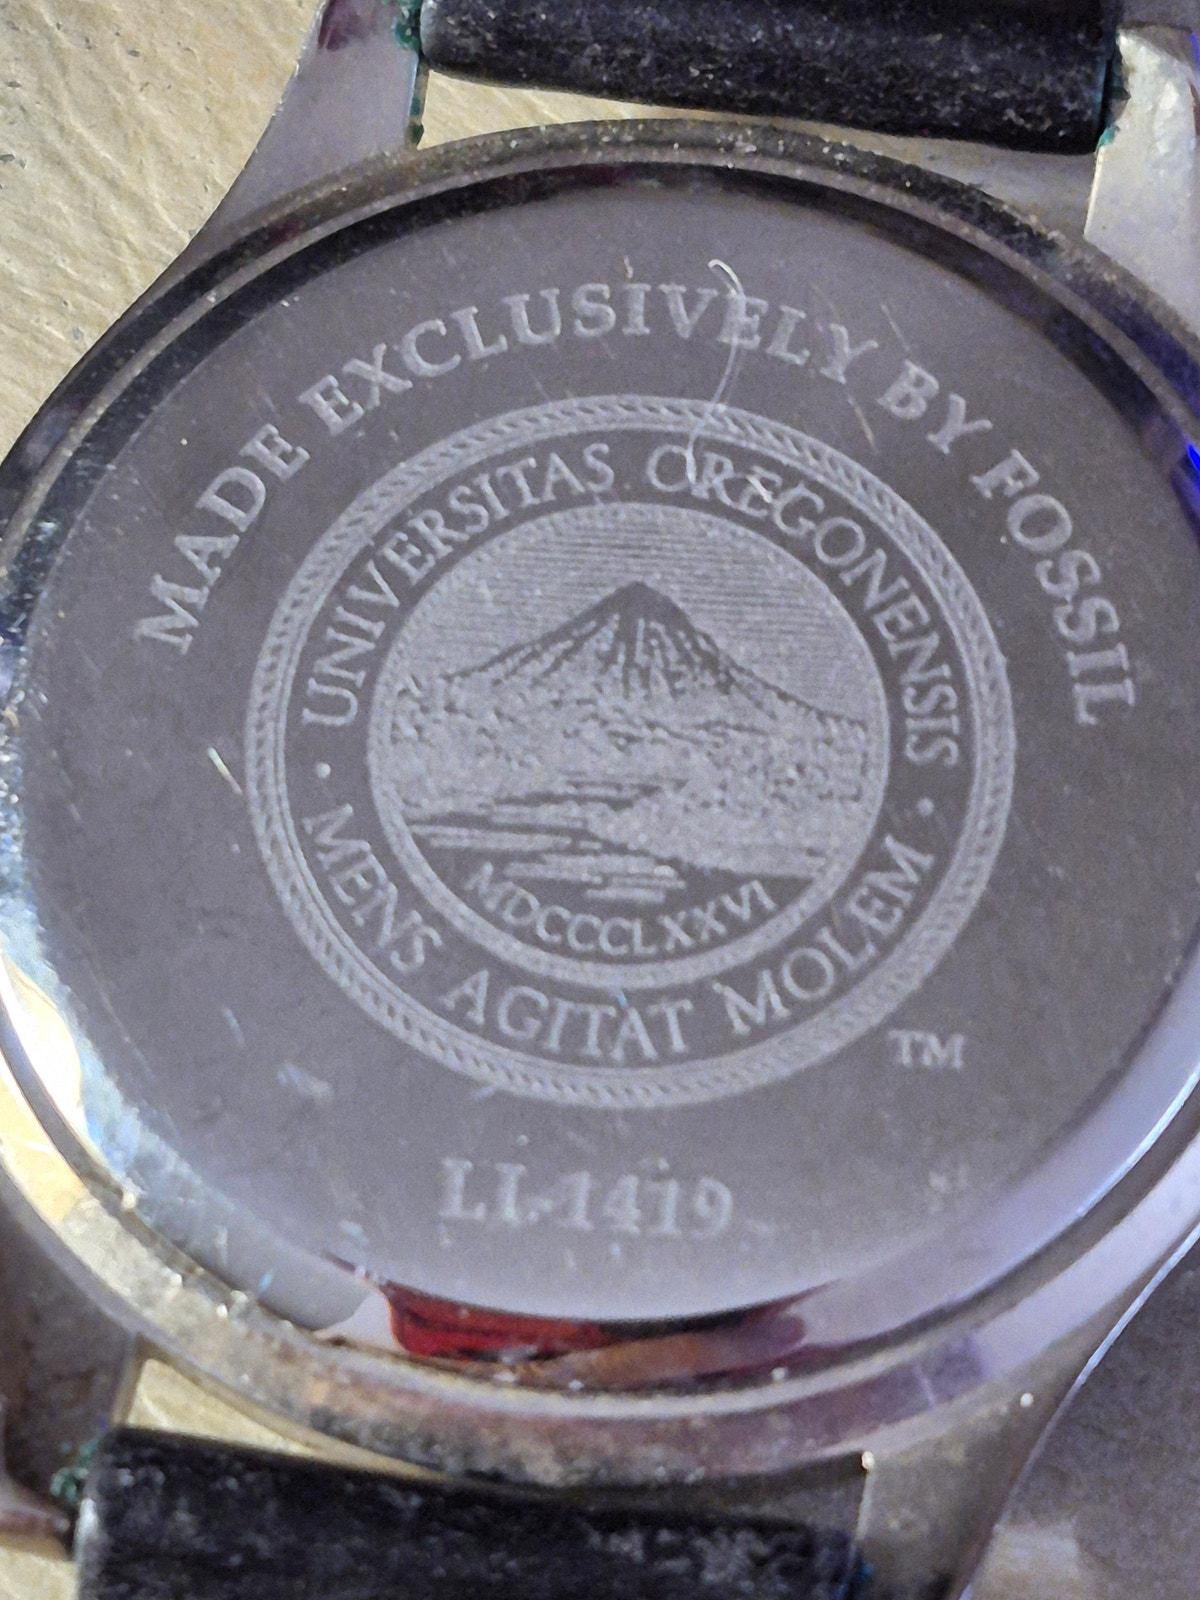 MADE EXCLUSIVELY BY FOSSIL
UNIVERSITAS OREGONENSIS
MDCCCLXXVI
· MENS AGITAT MOLEM ·
TM
LI-1419